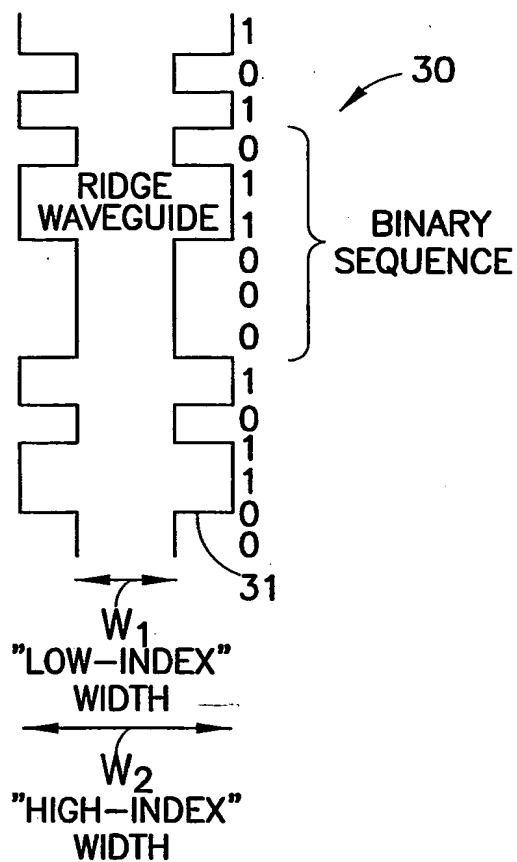 1
0
30
1
0
1
RIDGE
WAVEGUIDE
1
BINARY
SEQUENCE
0
0
0
1
0
1
1
0
0
31
W1
"LOW-INDEX"
WIDTH
W2
"HIGH-INDEX"
WIDTH